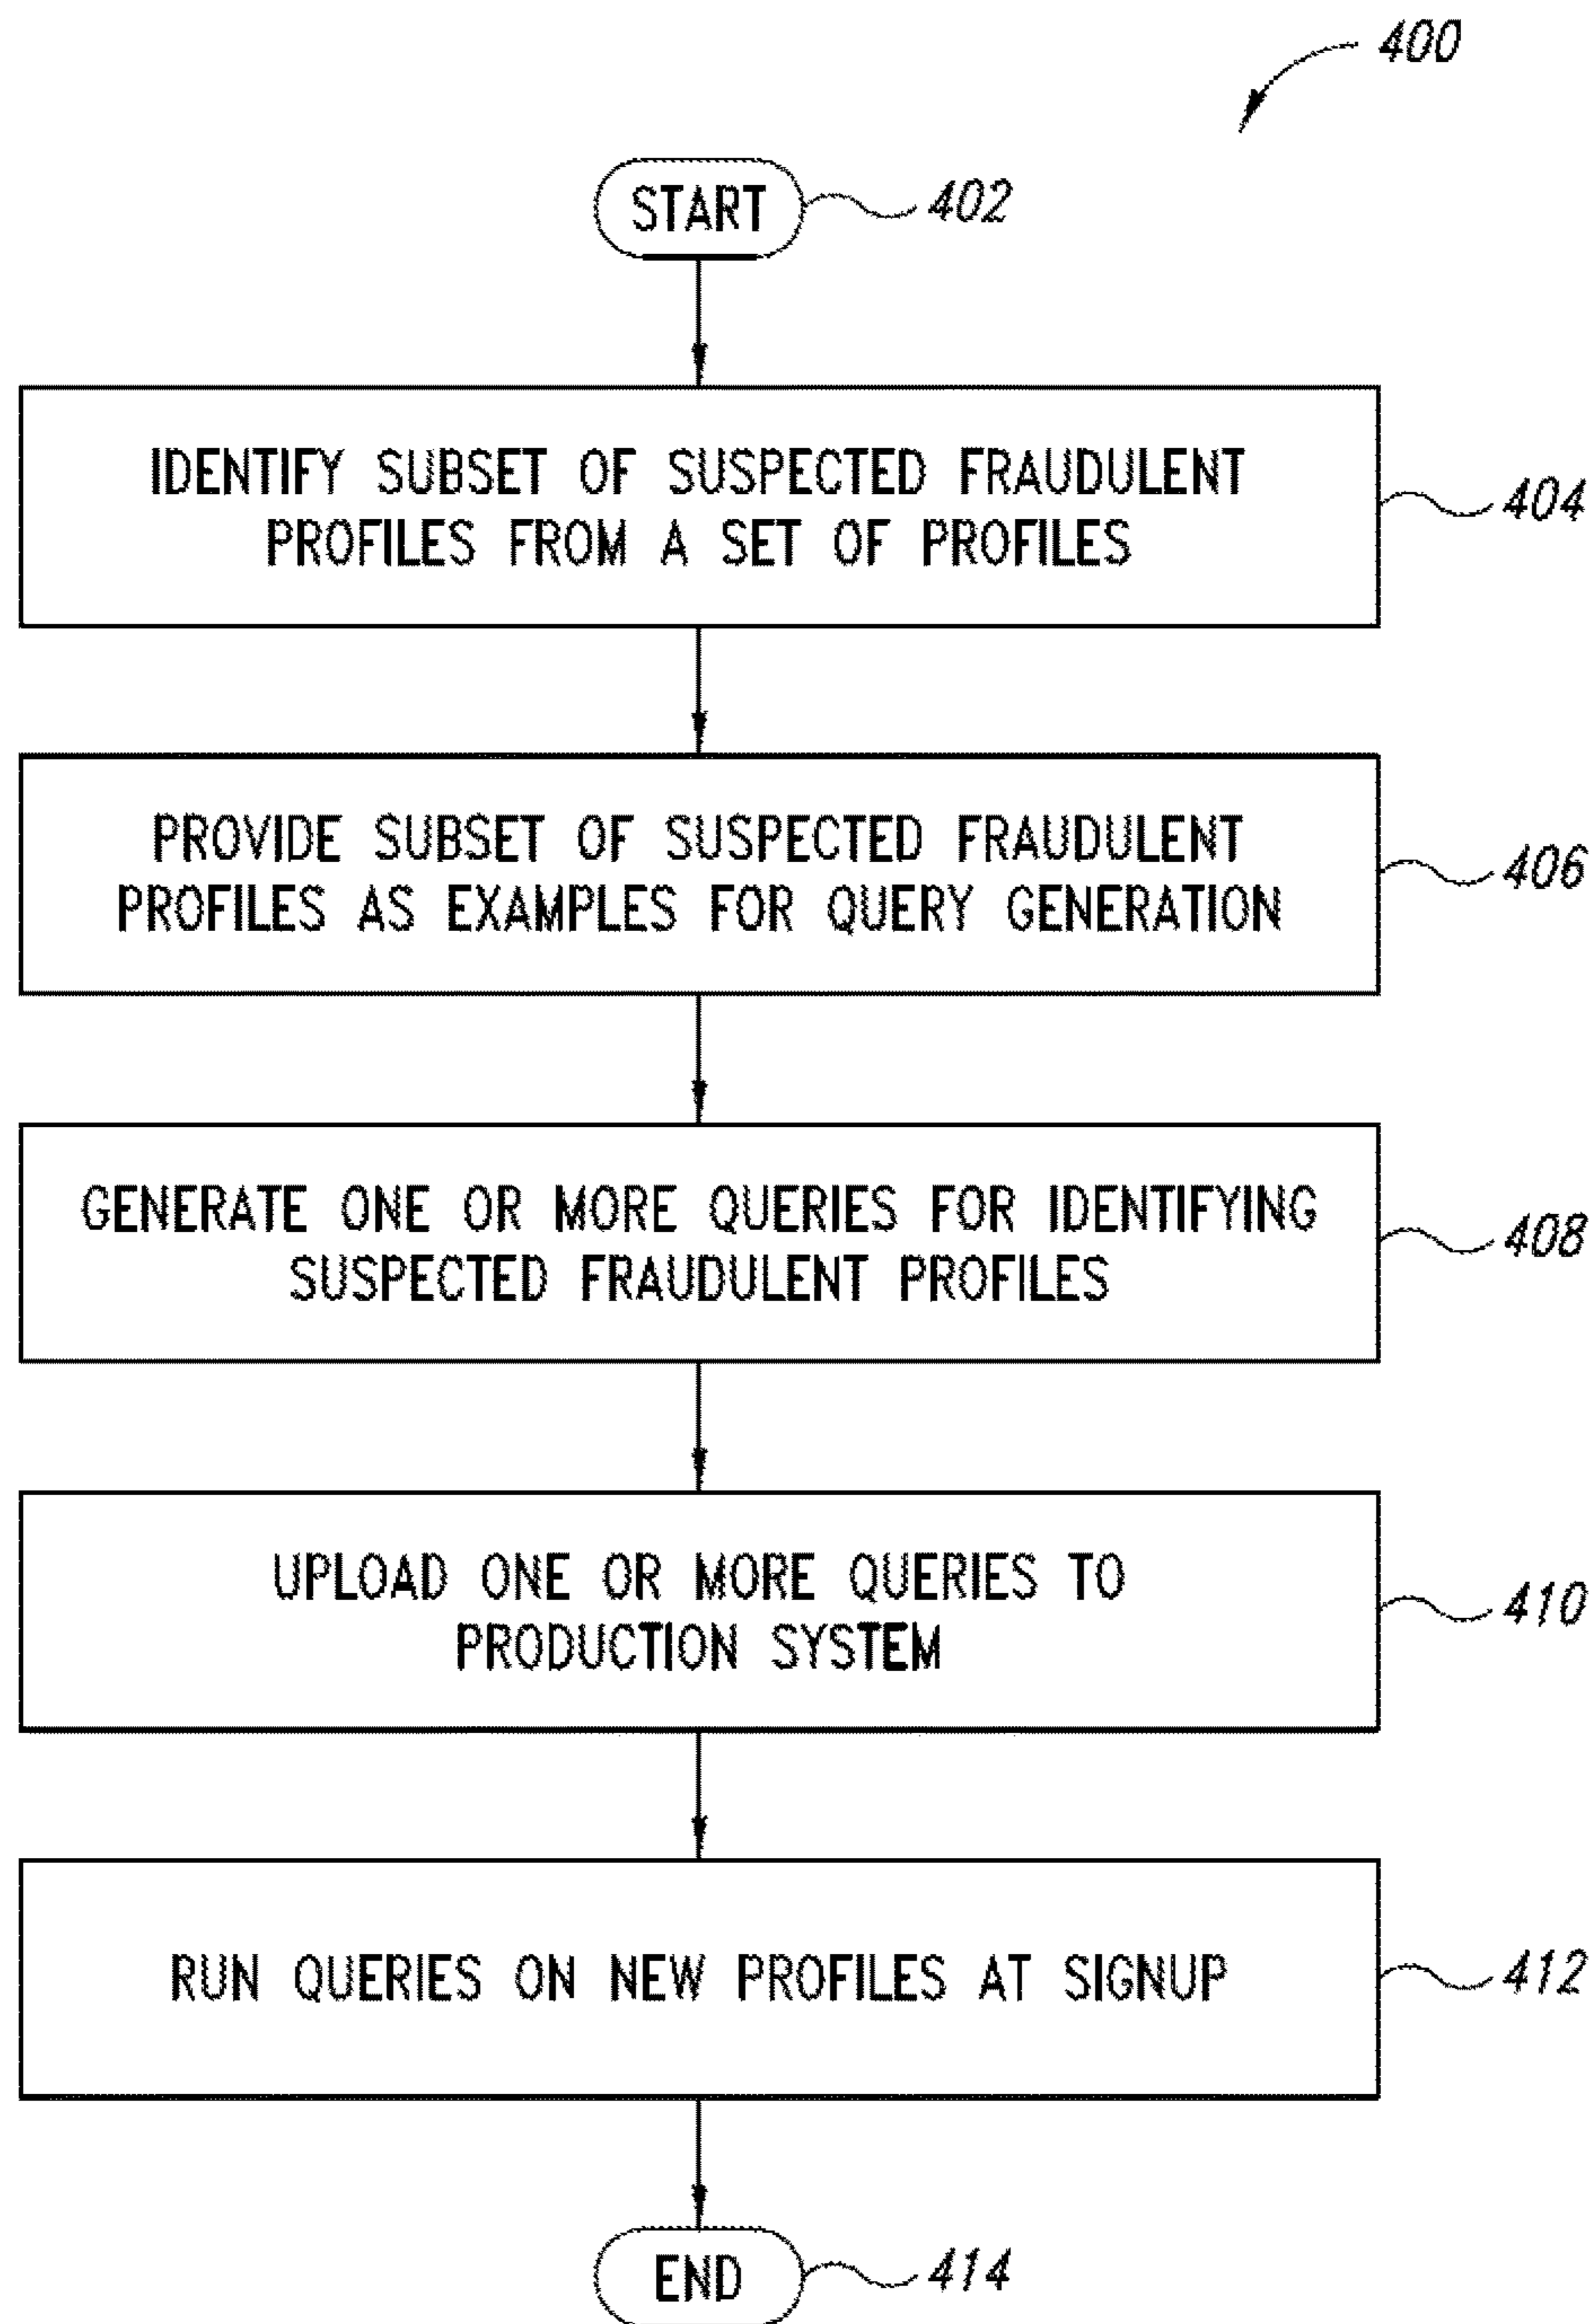 400
START 402
IDENTIFY SUBSET OF SUSPECTED FRAUDULENT
PROFILES FROM A SET OF PROFILES
404
PROVIDE SUBSET OF SUSPECTED FRAUDULENT
PROFILES AS EXAMPLES FOR QUERY GENERATION
406
GENERATE ONE OR MORE QUERIES FOR IDENTIFYING
SUSPECTED FRAUDULENT PROFILES
408
UPLOAD ONE OR MORE QUERIES TO
PRODUCTION SYSTEM
410
RUN QUERIES ON NEW PROFILES AT SIGNUP
412
END 414